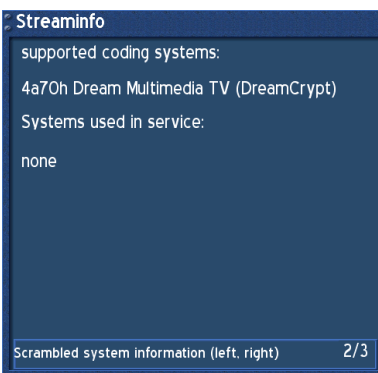 Streaminfo
supported coding systems:
4a70h Dream Multimedia TV (DreamCrypt)
Systems used in service:
none
Scrambled system information (left, right) 2/3